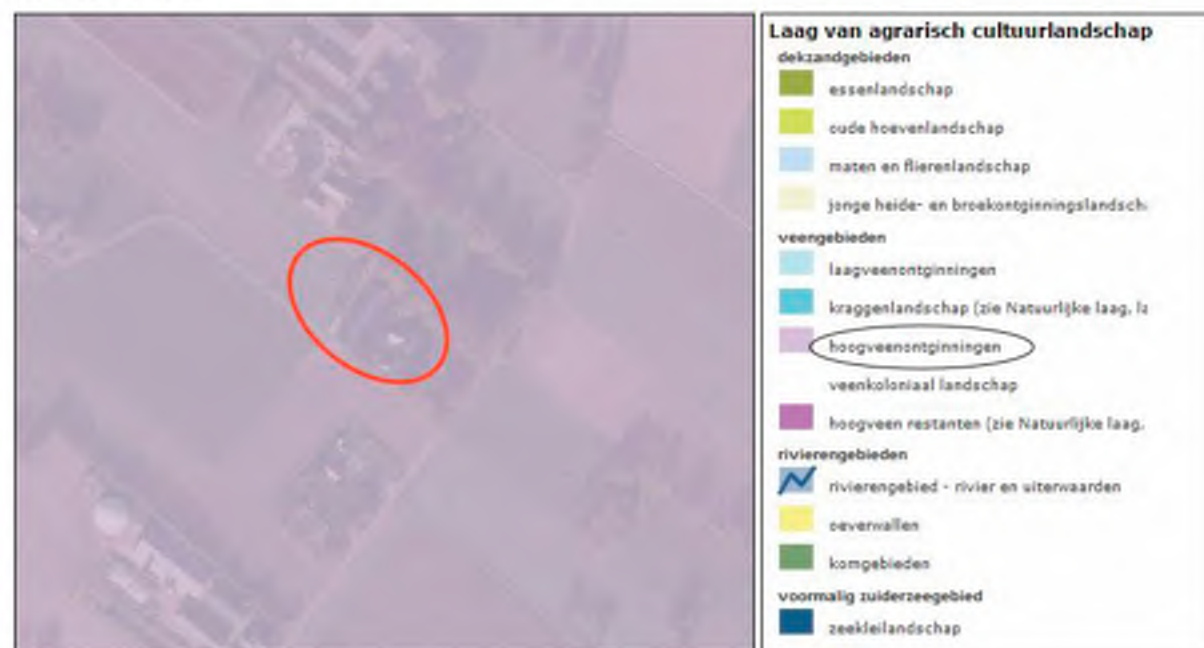 Laag van agrarisch cultuurlandschap
dekzandgebieden
essenlandschap
oude hoevenlandschap
maten en flierenlandschap
jonge heide- en broekontginningslandsch
veengebieden
laagveenontginningen
kraggenlandschap (zie Natuurlijke laag, la
hoogveenontginningen
veenkoloniaal landschap
hoogveen restanten (zie Natuurlijke laag,
rivierengebieden
rivierengebied - rivier en uiterwaarden
oeverwallen
komgebieden
voormalig zuiderzeegebied
zeekleilandschap